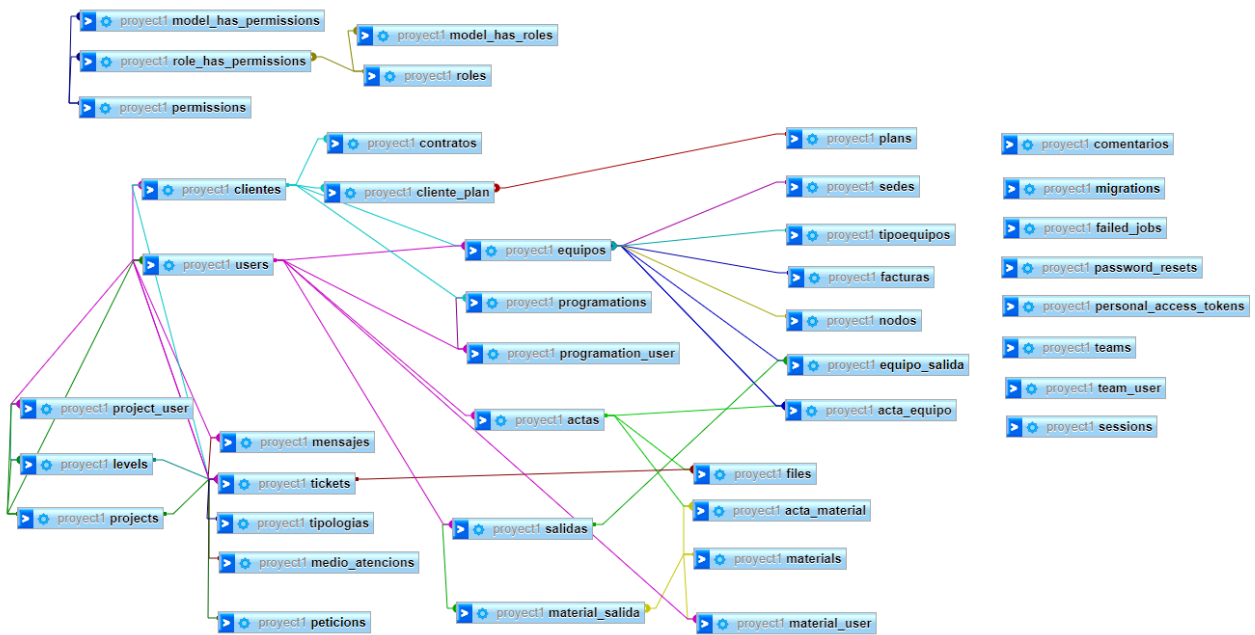 proyect1 model_has_permissions
proyect1 model_has_roles
proyect1 role_has_permissions
proyect1 roles
proyect1 permissions
proyect1 contratos
proyect1 plans
proyect1 comentarios
proyect1 clientes
proyect1 cliente_plan
proyect1 sedes
proyect1 migrations
proyect1 tipoequipos
proyect1 failed_jobs
proyect1 users
proyect1 equipos
proyect1 facturas
proyect1 password_resets
proyect1 programations
proyect1 nodos
proyect1 personal_access_tokens
proyect1 programation_user
proyect1 equipo_salida
proyect1 teams
proyect1 team_user
proyect1 project_user
proyect1 actas
proyect1 acta_equipo
proyect1 sessions
proyect1 mensajes
proyect1 levels
proyect1 tickets
proyect1 files
proyect1 projects
proyect1 tipologias
proyect1 salidas
proyect1 acta_material
proyect1 medio_atencions
proyect1 materials
proyect1 peticions
proyect1 material_salida
proyect1 material_user